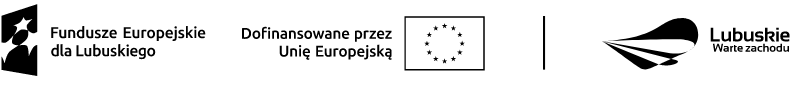 Fundusze Europejskie
dla Lubuskiego
Dofinansowane przez
Unię Europejską
Lubuskie
Warte zachodu